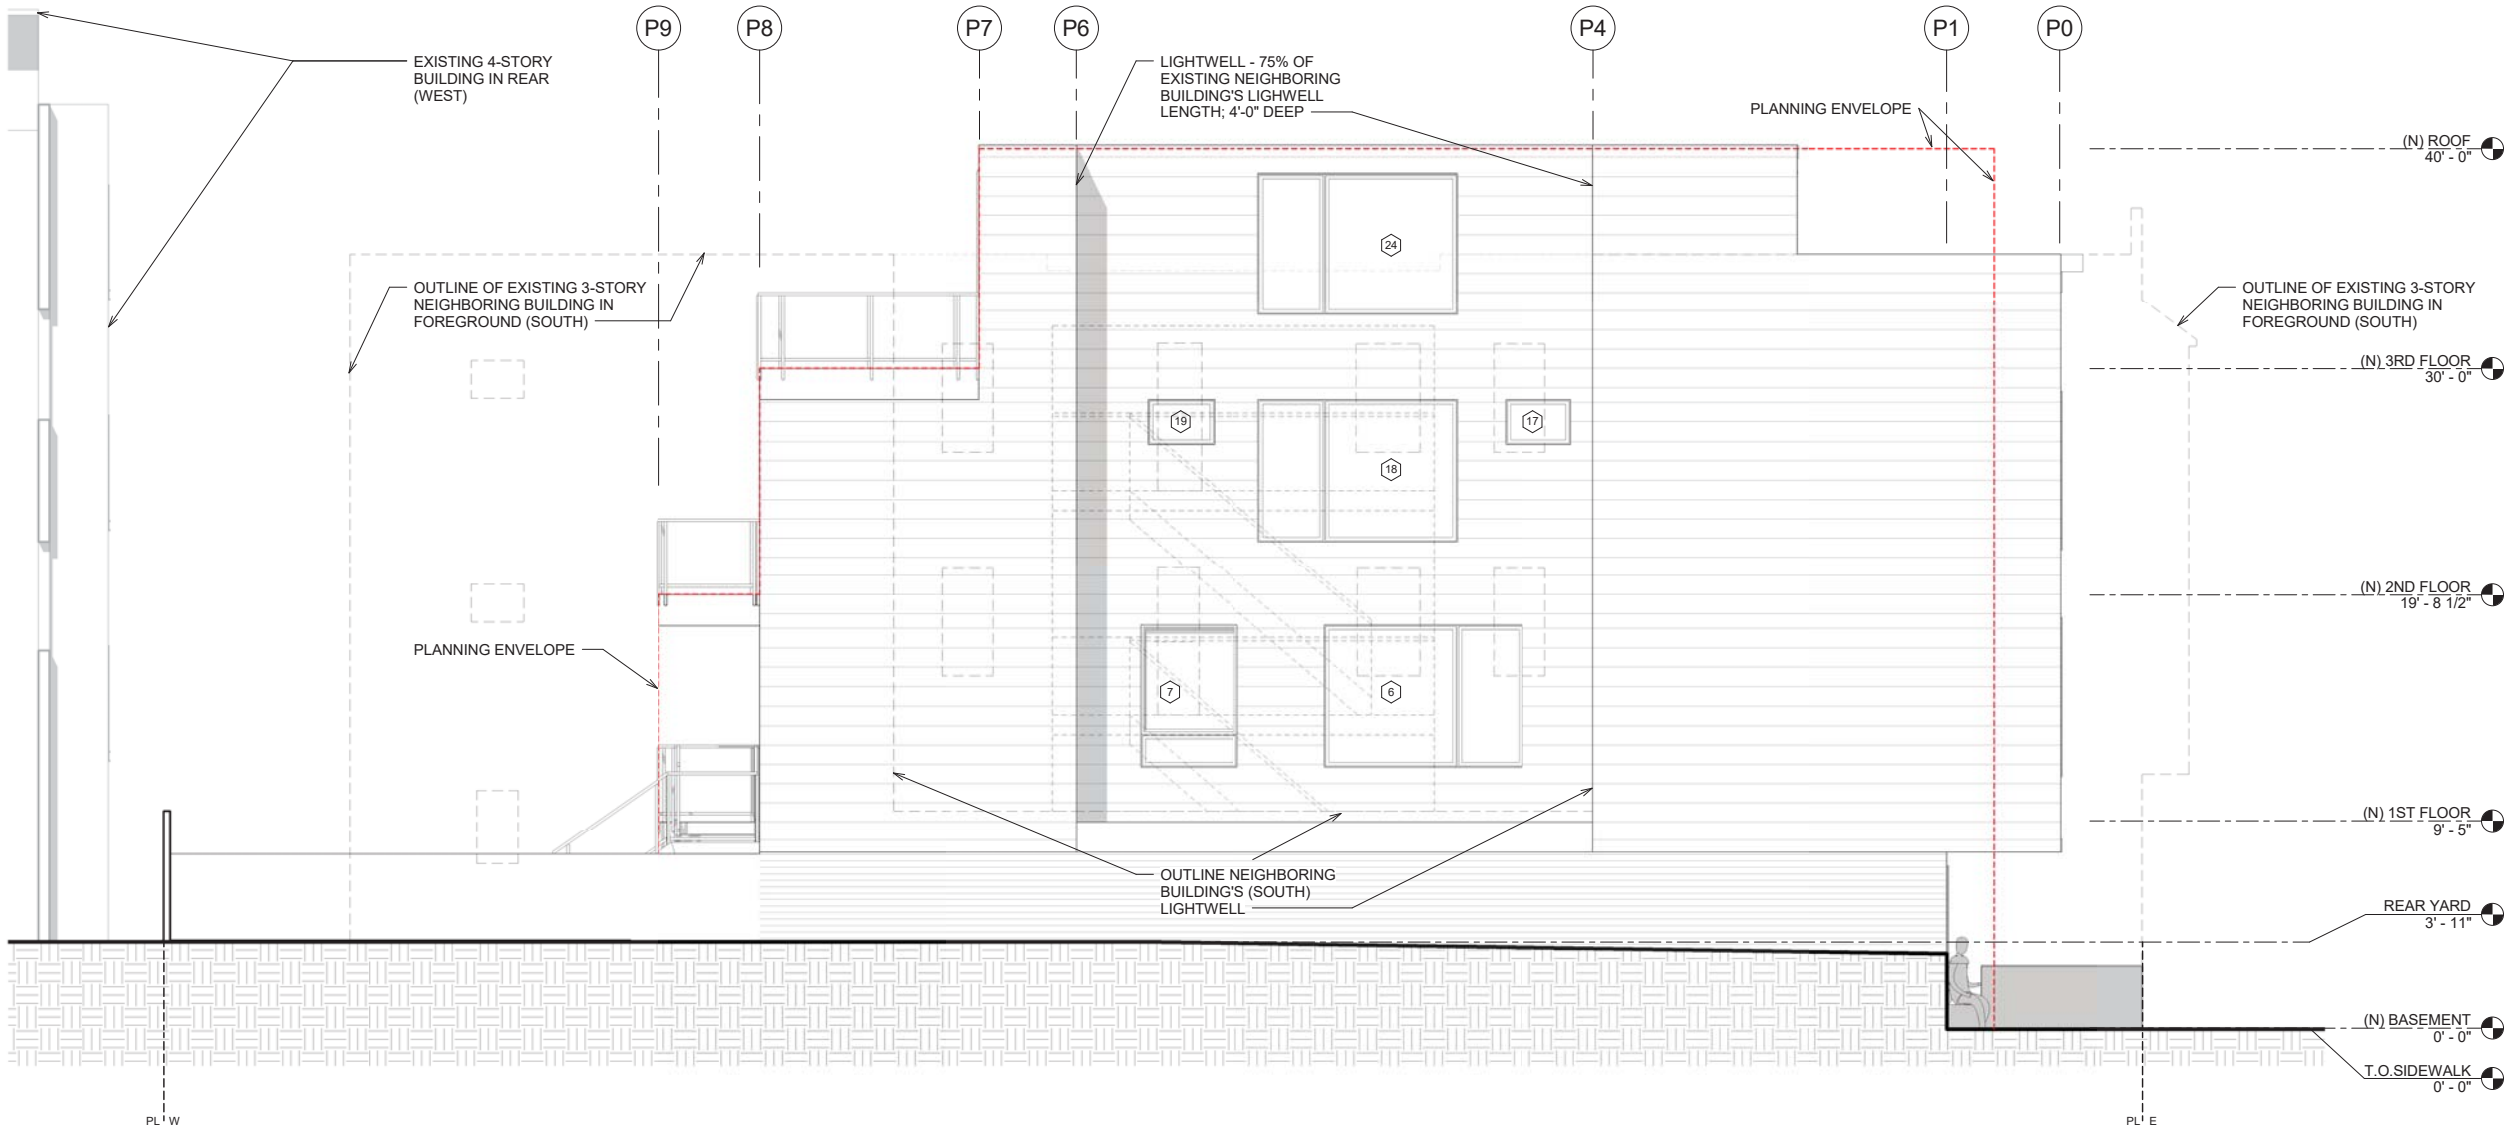 P9
P8
P7
P6
P4
P1
P0
EXISTING 4-STORY
BUILDING IN REAR
(WEST)
LIGHTWELL - 75% OF
EXISTING NEIGHBORING
BUILDING'S LIGHWELL
LENGTH; 4'-0" DEEP
PLANNING ENVELOPE
(N) ROOF
40' - 0"
24
OUTLINE OF EXISTING 3-STORY
NEIGHBORING BUILDING IN
FOREGROUND (SOUTH)
OUTLINE OF EXISTING 3-STORY
NEIGHBORING BUILDING IN
FOREGROUND (SOUTH)
(N) 3RD FLOOR
30' - 0"
19
17
18
(N) 2ND FLOOR
19' - 8 1/2"
PLANNING ENVELOPE
7
6
(N) 1ST FLOOR
9' - 5"
OUTLINE NEIGHBORING
BUILDING'S (SOUTH)
LIGHTWELL
REAR YARD
3' - 11"
(N) BASEMENT
0' - 0"
T.O.SIDEWALK
0' - 0"
PL W
PL E